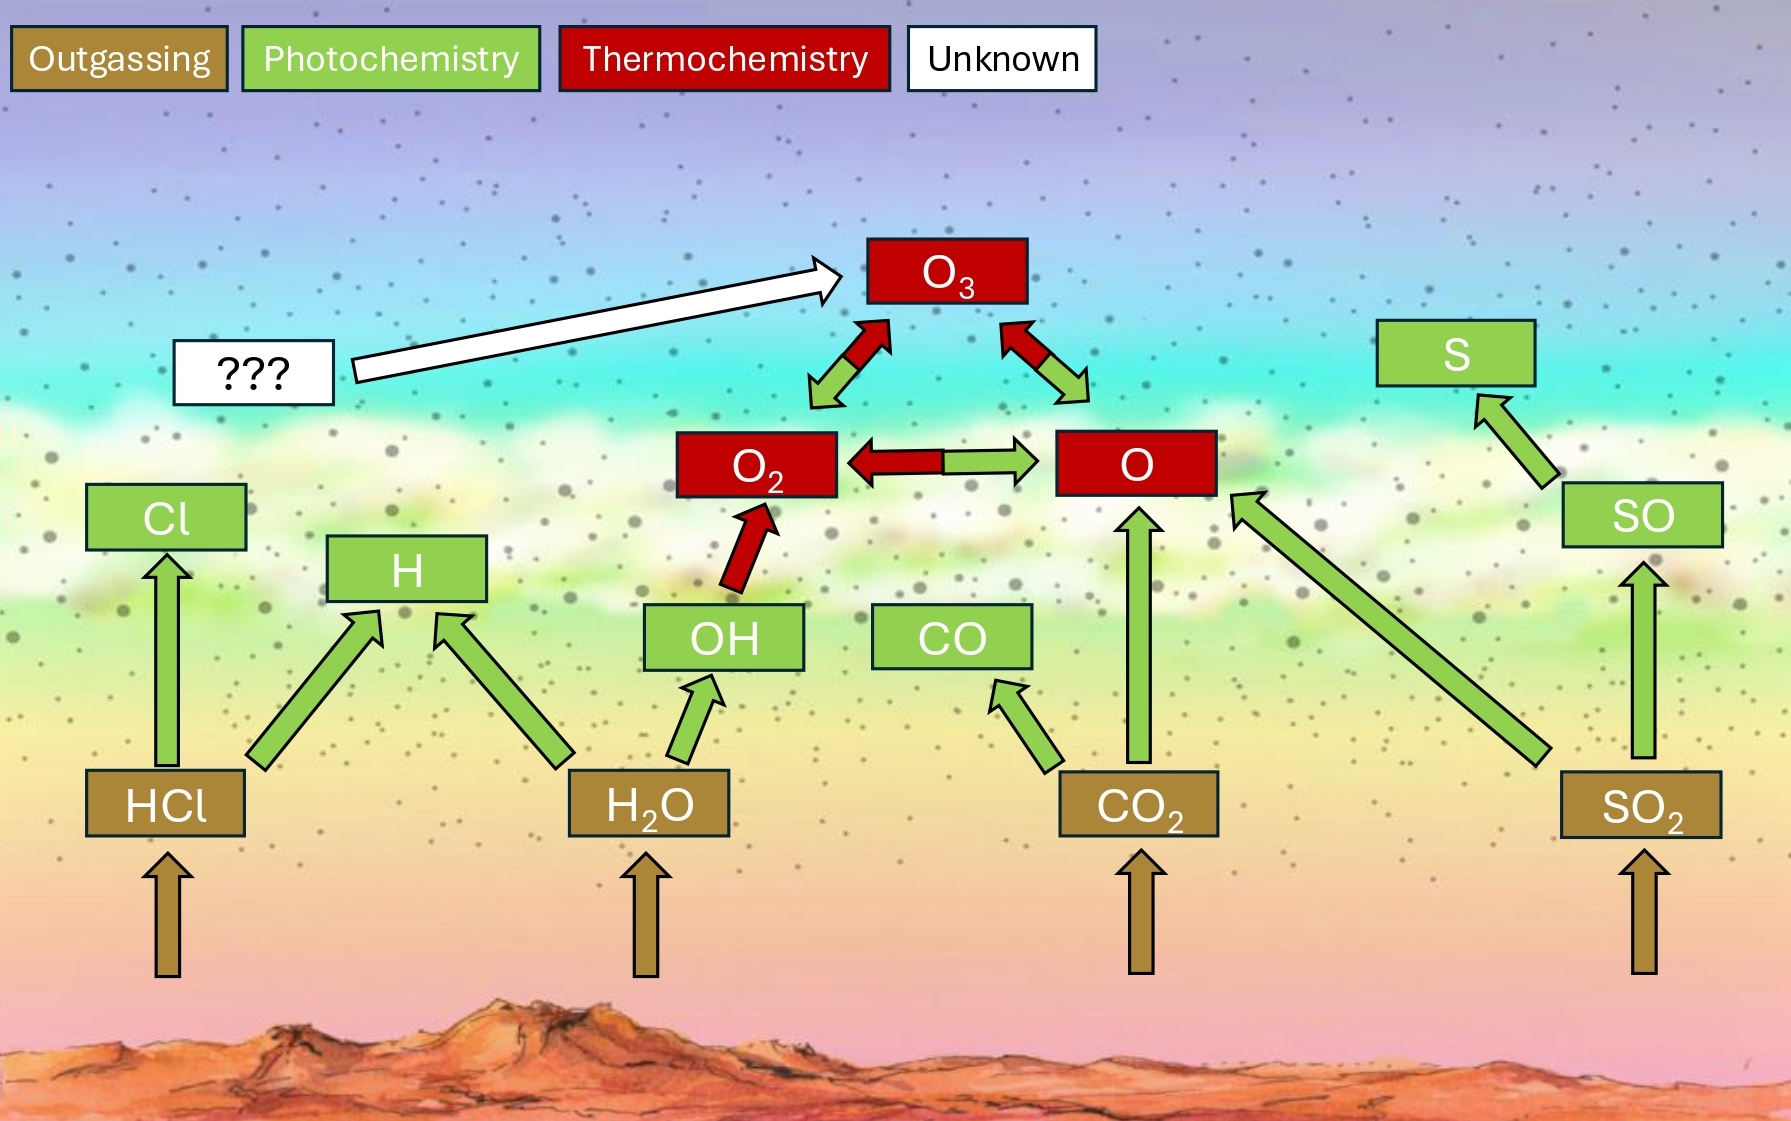 Outgassing Photochemistry Thermochemistry Unknown
O₃
???
S
O₂ O
Cl
SO
H
OH CO
HCl H₂O CO₂ SO₂